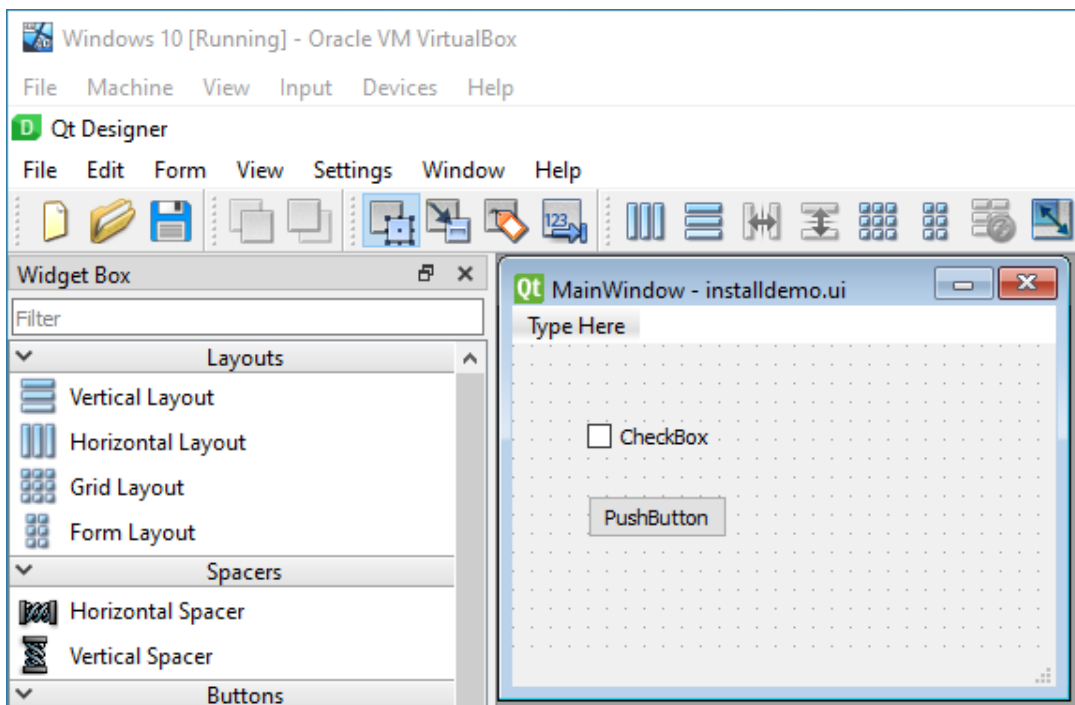 Windows 10 [Running] - Oracle VM VirtualBox
File Machine View Input Devices Help
D Qt Designer
File Edit Form View Settings Window Help
123
Widget Box
Filter
Layouts
Vertical Layout
Horizontal Layout
Grid Layout
Form Layout
Spacers
Horizontal Spacer
Vertical Spacer
Buttons
Qt MainWindow - installdemo.ui
Type Here
CheckBox
PushButton